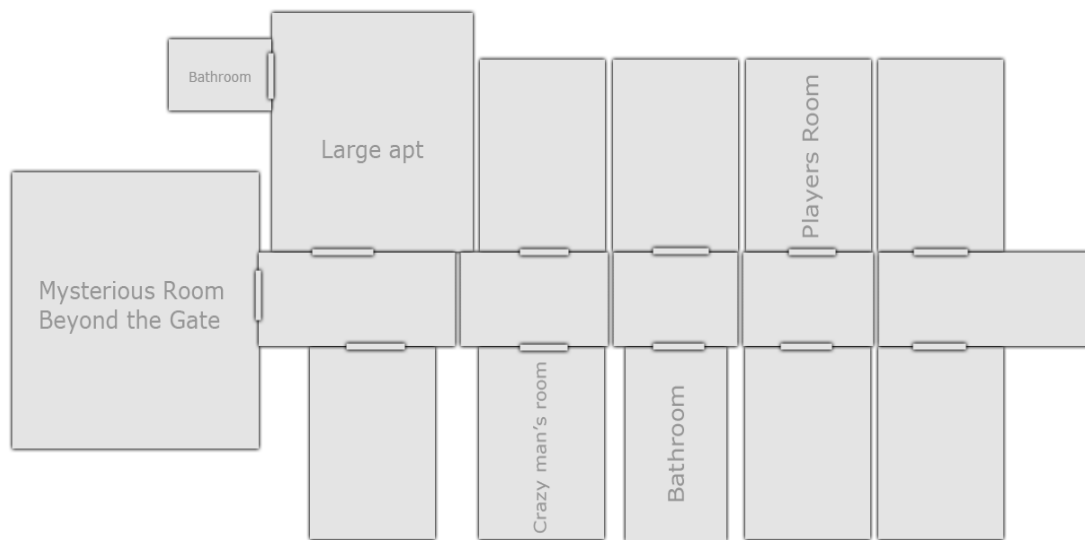 Bathroom
Large apt
Players Room
Mysterious Room
Beyond the Gate
Crazy man's room
Bathroom